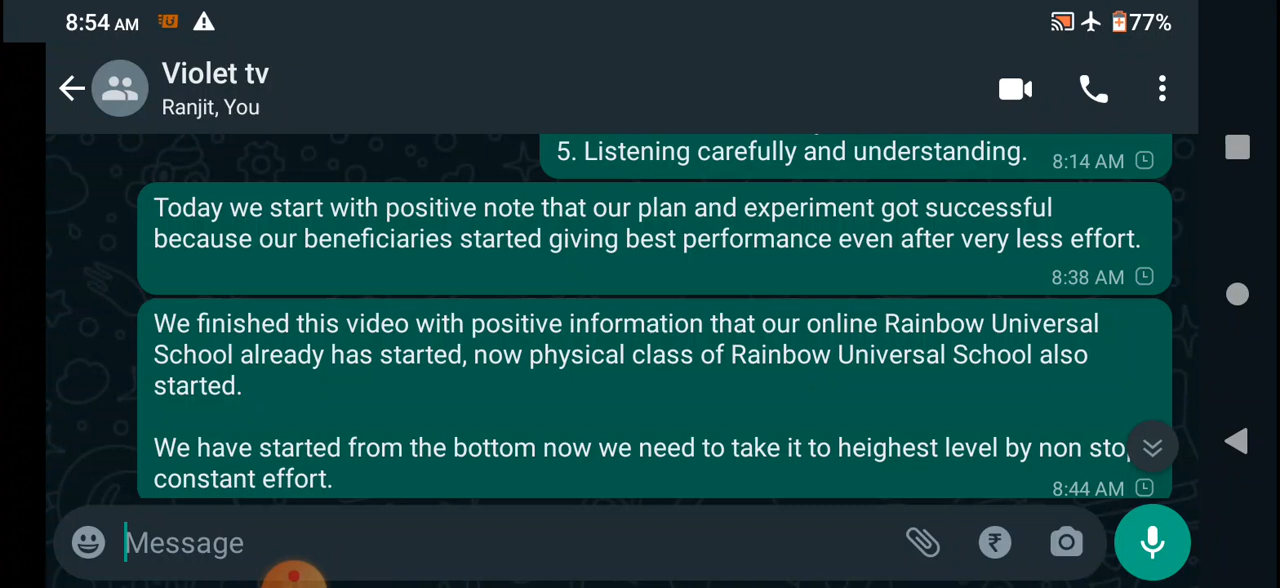 8:54 AM 77%
Violet tv
Ranjit, You
5. Listening carefully and understanding. 8:14 AM
Today we start with positive note that our plan and experiment got successful
because our beneficiaries started giving best performance even after very less effort.
8:38 AM
We finished this video with positive information that our online Rainbow Universal
School already has started, now physical class of Rainbow Universal School also
started.
We have started from the bottom now we need to take it to heighest level by non
constant effort.
8:44 AM
Message